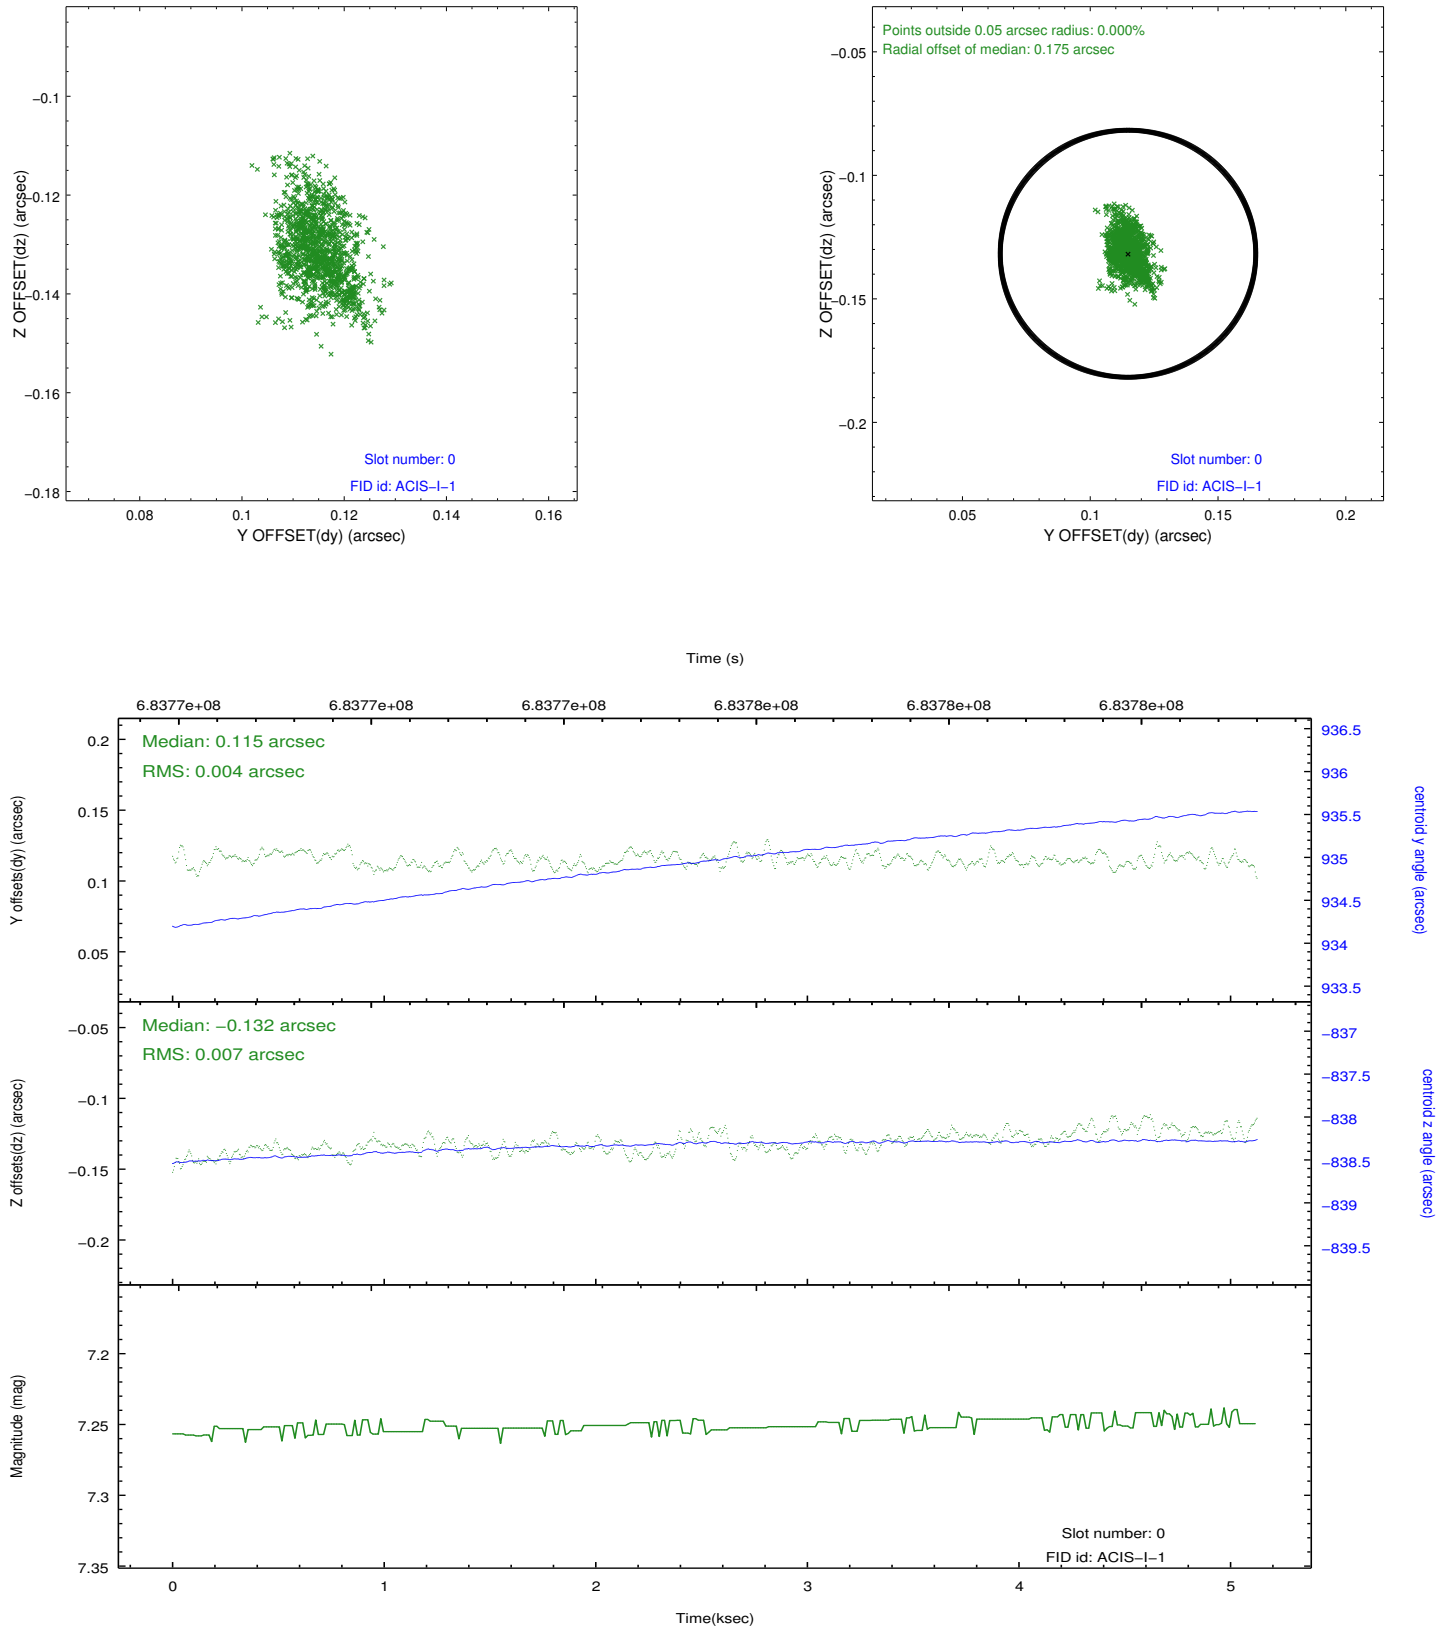 −0.1
−0.12
−0.14
−0.16
−0.18
Z OFFSET(dz) (arcsec)
Slot number: 0
FID id: ACIS−I−1
0.08 0.1 0.12 0.14 0.16
Y OFFSET(dy) (arcsec)
Points outside 0.05 arcsec radius: 0.000%
Radial offset of median: 0.175 arcsec
−0.05
−0.1
−0.15
−0.2
Z OFFSET(dz) (arcsec)
Slot number: 0
FID id: ACIS−I−1
0.05 0.1 0.15 0.2
Y OFFSET(dy) (arcsec)
Time (s)
6.8377e+08 6.8377e+08 6.8377e+08 6.8378e+08 6.8378e+08 6.8378e+08
Median: 0.115 arcsec
RMS: 0.004 arcsec
0.2
0.15
0.1
0.05
Y offsets(dy) (arcsec)
936.5
936
935.5
935
934.5
934
933.5
centroid y angle (arcsec)
Median: −0.132 arcsec
RMS: 0.007 arcsec
−0.05
−0.1
−0.15
−0.2
Z offsets(dz) (arcsec)
−837
−837.5
−838
−838.5
−839
−839.5
centroid z angle (arcsec)
7.2
7.25
7.3
7.35
Magnitude (mag)
Slot number: 0
FID id: ACIS−I−1
0 1 2 3 4 5
Time(ksec)